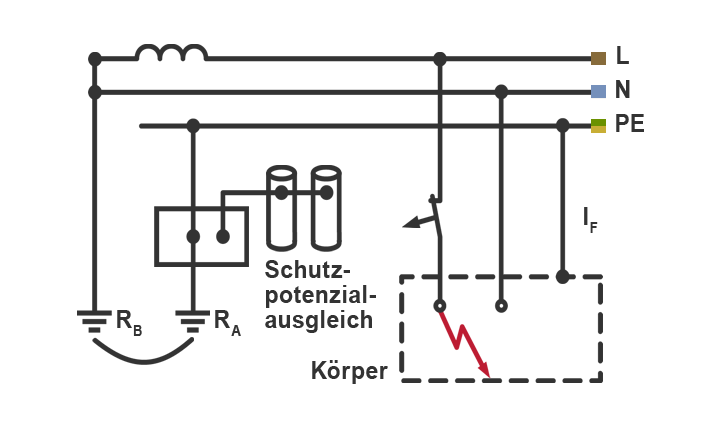 L
N
PE
I_F
Schutz-
potenzial-
ausgleich
R_B
R_A
Körper